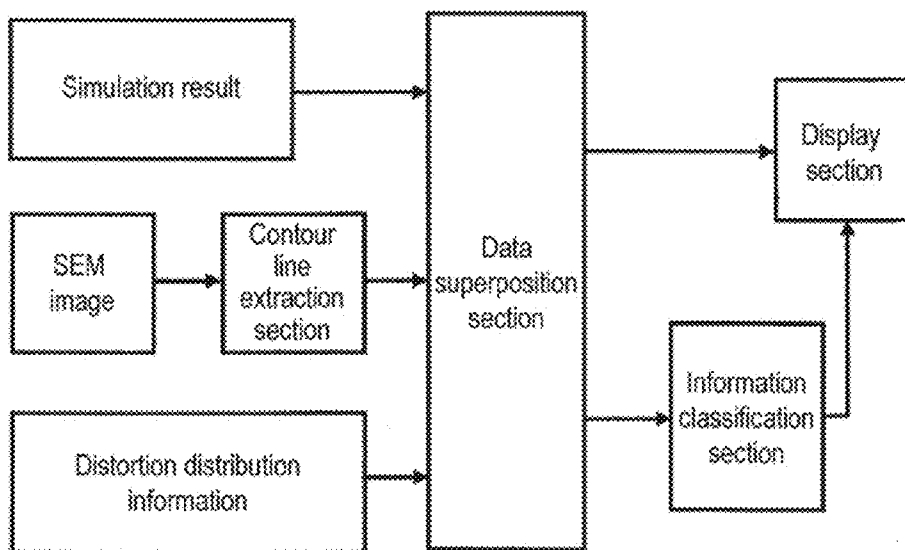 Simulation result
SEM
image
Contour
line
extraction
section
Distortion distribution
information
Data
superposition
section
Display
section
Information
classification
section